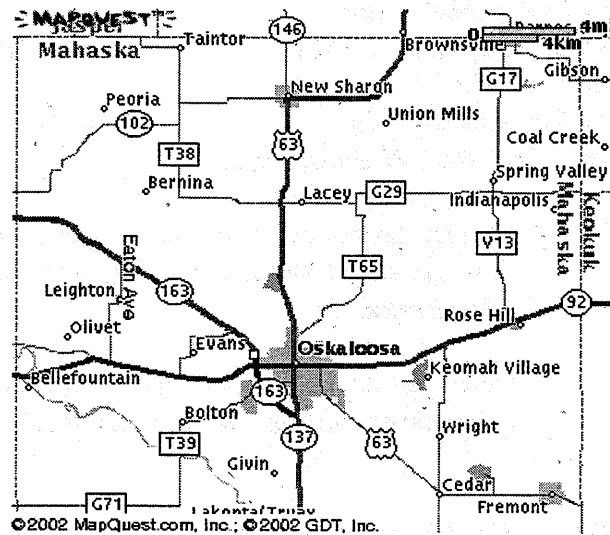 MAPQUEST
Jasper
Mahaska
Taintor
146
0
4mi
4Km
Brownsville
Gibson
G17
New Sharon
Peoria
102
Union Mills
63
Coal Creek
T38
Spring Valley
Bernina
Lacey
G29
Indianapolis
Mahaska
Keokuk
V13
Eaton Ave
T65
163
Leighton
92
Rose Hill
Olivet
Evans
Oskaloosa
Bellefountain
Keomah Village
163
Bolton
137
63
Wright
T39
Givin
Cedar
Fremont
G71
©2002 MapQuest.com, Inc.; ©2002 GDT, Inc.